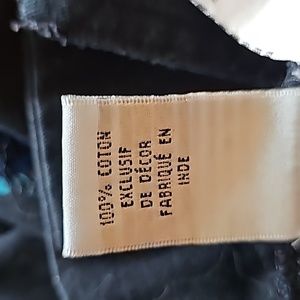 100% COTON
EXCLUSIF
DE DÉCOR
FABRIQUÉ EN
INDE